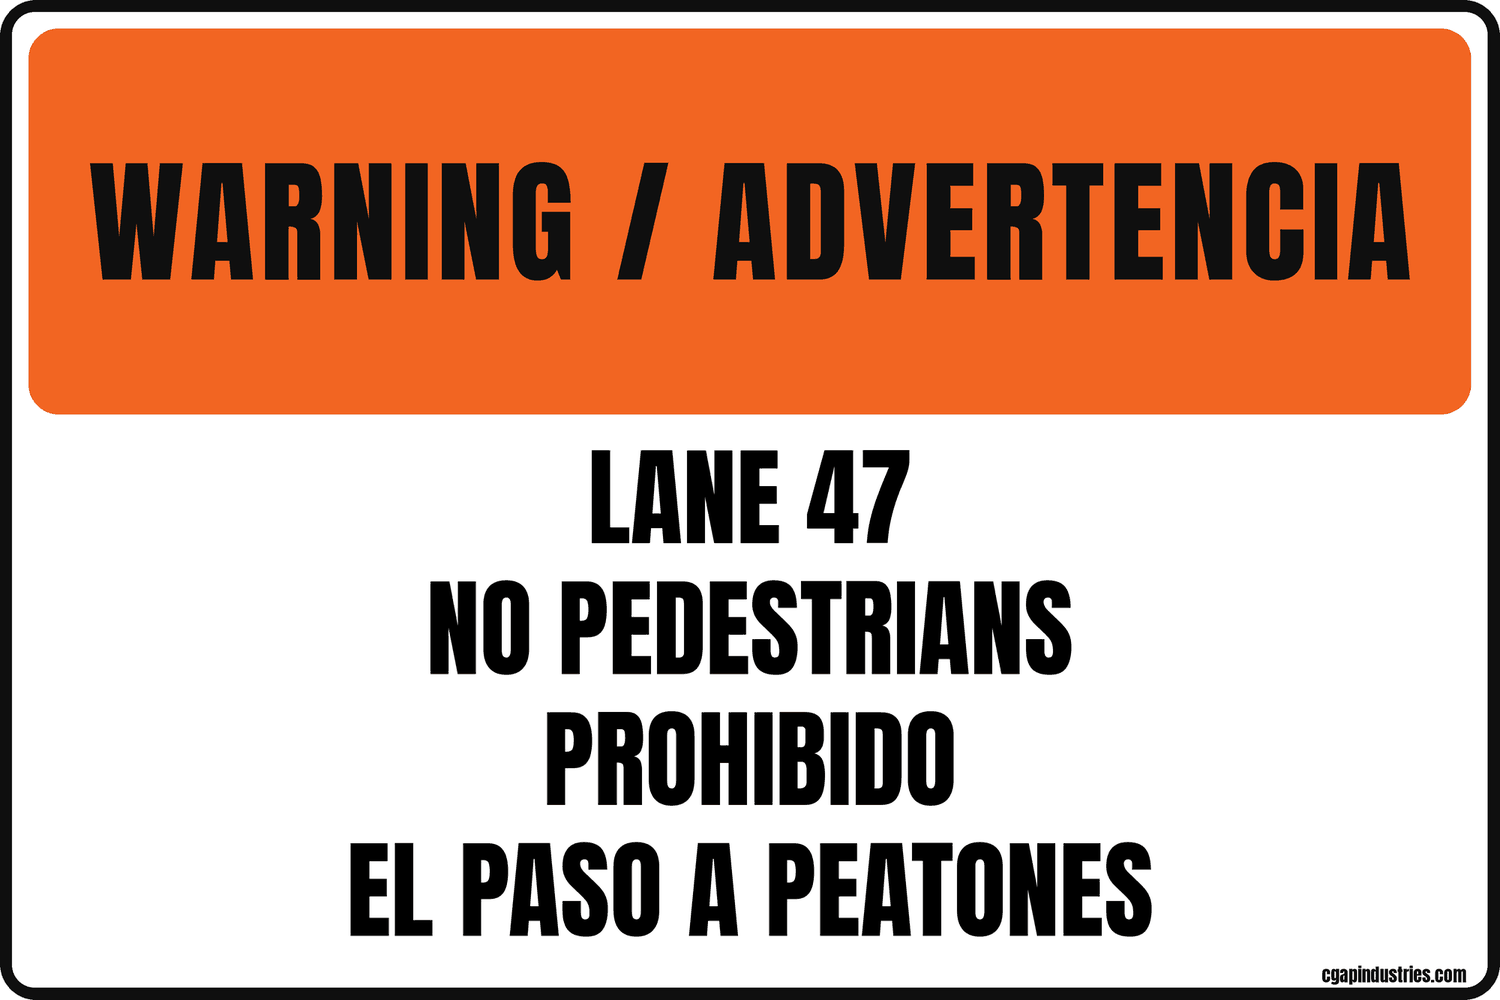 WARNING / ADVERTENCIA
LANE 47
NO PEDESTRIANS
PROHIBIDO
EL PASO A PEATONES
cgapindustries.com